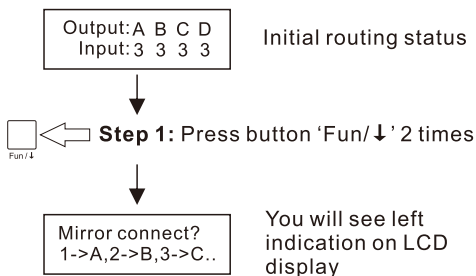 Output: A B C D
Input: 3 3 3 3
Initial routing status
Fun/↓
Step 1: Press button ‘Fun/↓’ 2 times
Mirror connect?
1->A,2->B,3->C..
You will see left
indication on LCD
display